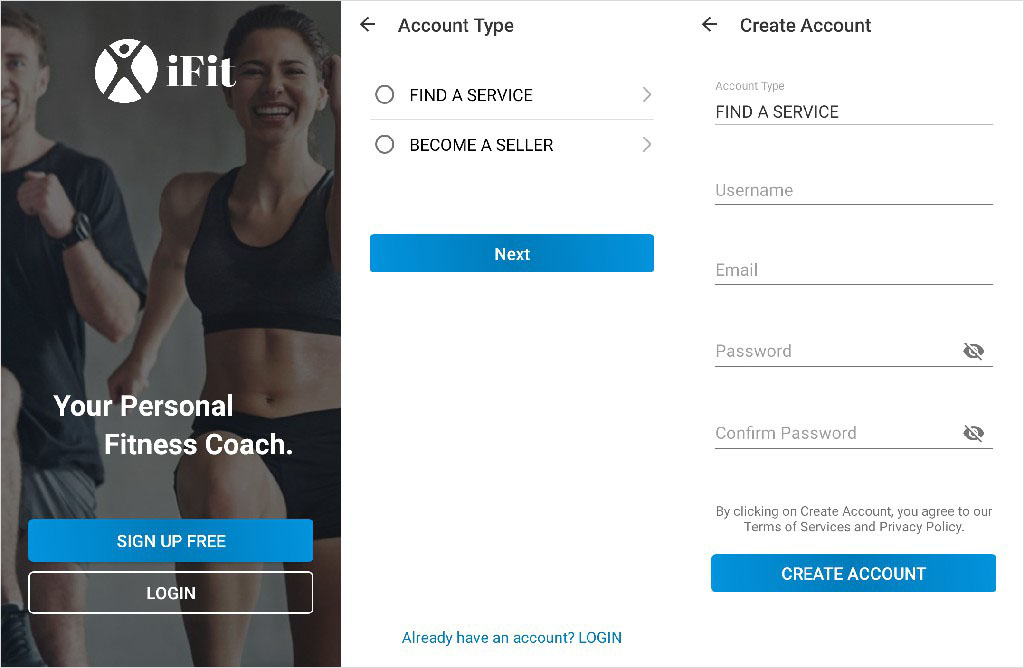 iFit
Your Personal
Fitness Coach.
SIGN UP FREE
LOGIN
Account Type
FIND A SERVICE
BECOME A SELLER
Next
Already have an account? LOGIN
Create Account
Account Type
FIND A SERVICE
Username
Email
Password
Confirm Password
By clicking on Create Account, you agree to our
Terms of Services and Privacy Policy.
CREATE ACCOUNT